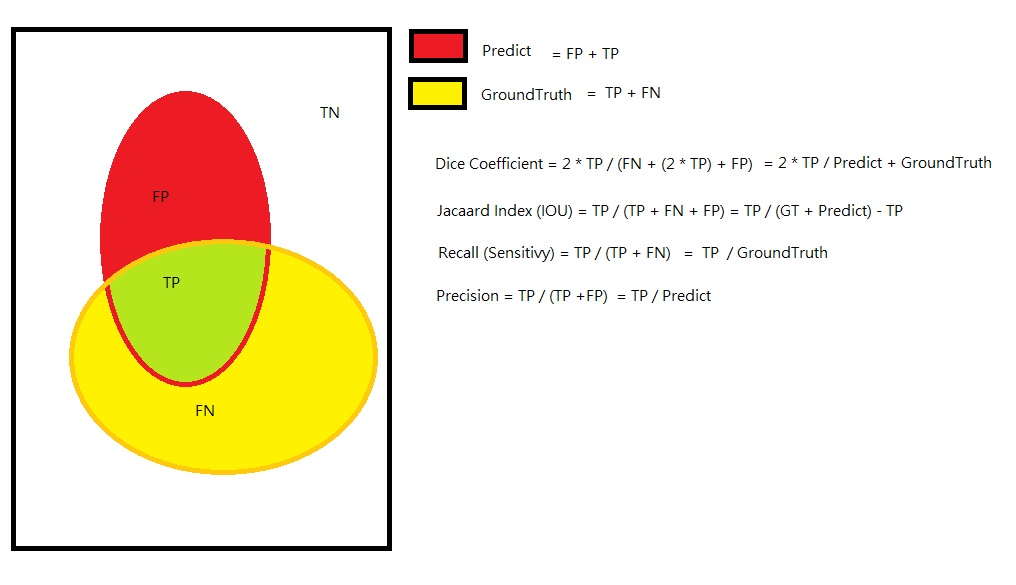 Predict = FP + TP
GroundTruth = TP + FN
TN
Dice Coefficient = 2 * TP / (FN + (2 * TP) + FP) = 2 * TP / Predict + GroundTruth
FP
Jacaard Index (IOU) = TP / (TP + FN + FP) = TP / (GT + Predict) - TP
Recall (Sensitivy) = TP / (TP + FN) = TP / GroundTruth
TP
Precision = TP / (TP +FP) = TP / Predict
FN